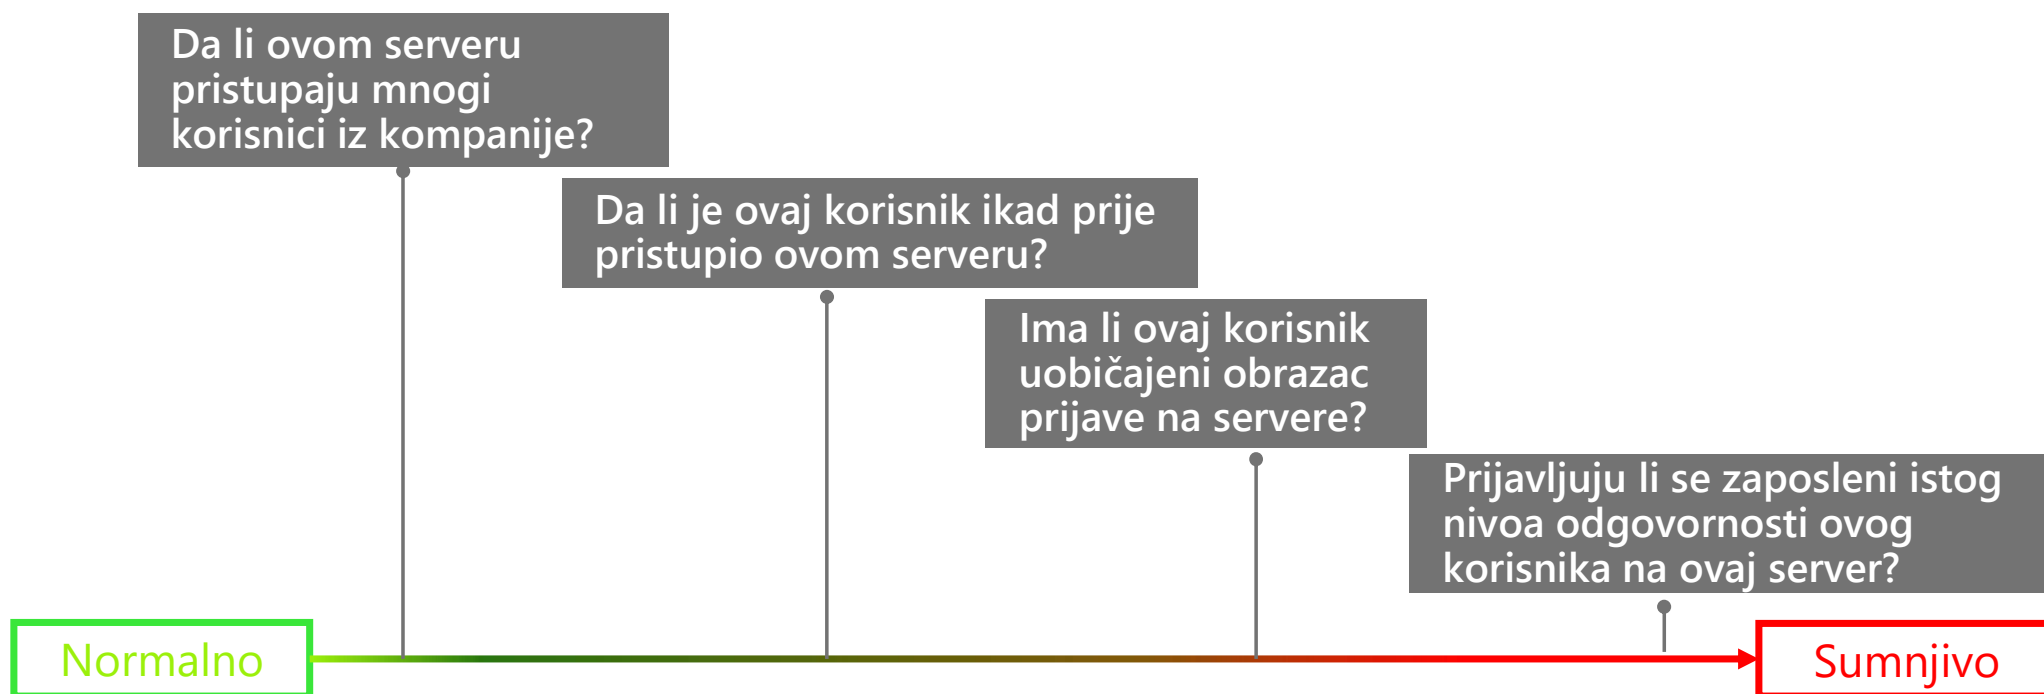 Da li ovom serveru
pristupaju mnogi
korisnici iz kompanije?
Da li je ovaj korisnik ikad prije
pristupio ovom serveru?
Ima li ovaj korisnik
uobičajeni obrazac
prijave na servere?
Prijavljuju li se zaposleni istog
nivoa odgovornosti ovog
korisnika na ovaj server?
Normalno
Sumnjivo